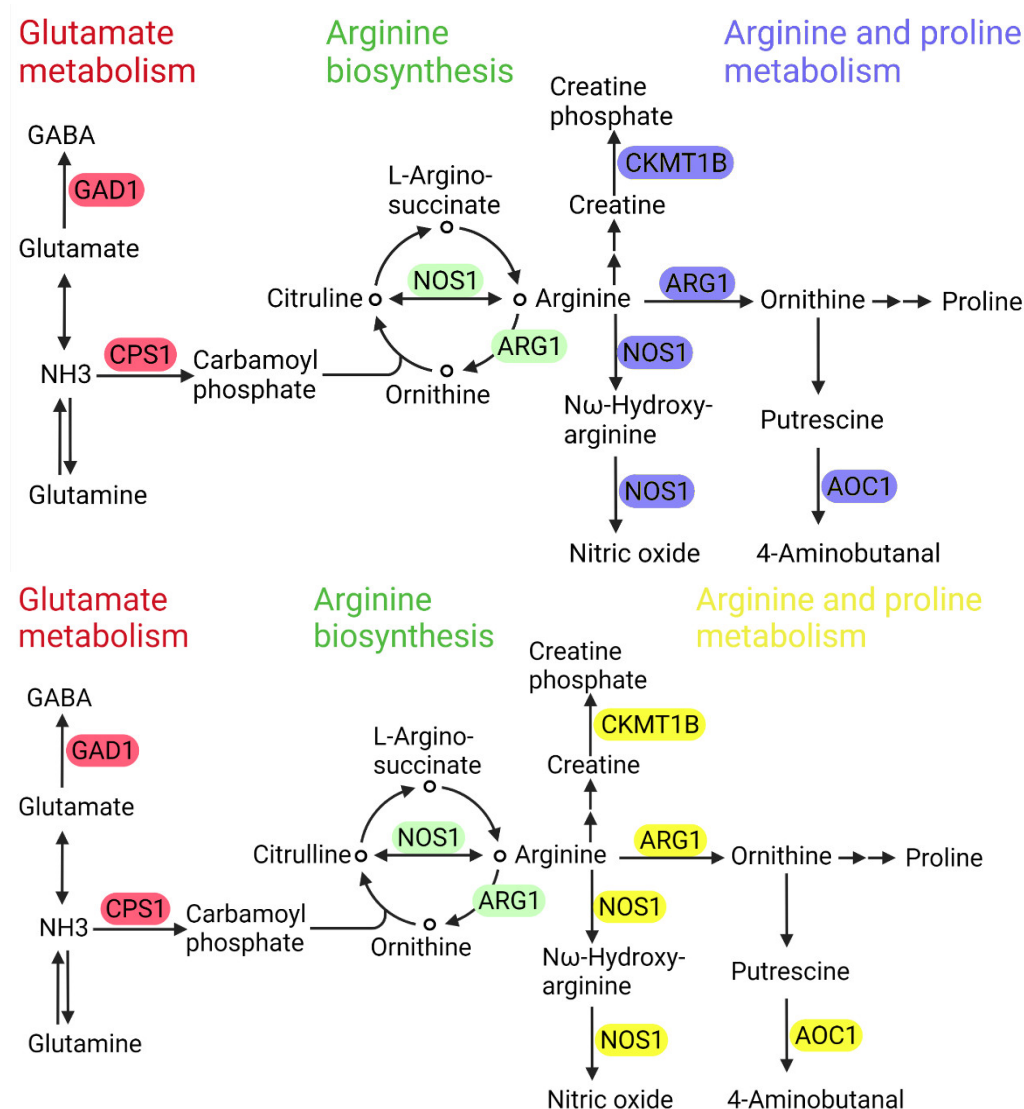 Glutamate
metabolism
Arginine
biosynthesis
Arginine and proline
metabolism
Creatine
phosphate
GABA
CKMT1B
GAD1
L-Argino-
succinate
Creatine
Glutamate
NOS1
ARG1
Citruline
Arginine
Ornithine
Proline
CPS1
ARG1
NOS1
NH3
Carbamoyl
phosphate
Ornithine
Nω-Hydroxy-
arginine
Putrescine
Glutamine
NOS1
AOC1
Nitric oxide
4-Aminobutanal
Glutamate
metabolism
Arginine
biosynthesis
Arginine and proline
metabolism
Creatine
phosphate
GABA
CKMT1B
GAD1
L-Argino-
succinate
Creatine
Glutamate
NOS1
ARG1
Citrulline
Arginine
Ornithine
Proline
ARG1
NOS1
CPS1
NH3
Carbamoyl
phosphate
Ornithine
Nω-Hydroxy-
arginine
Putrescine
Glutamine
NOS1
AOC1
Nitric oxide
4-Aminobutanal